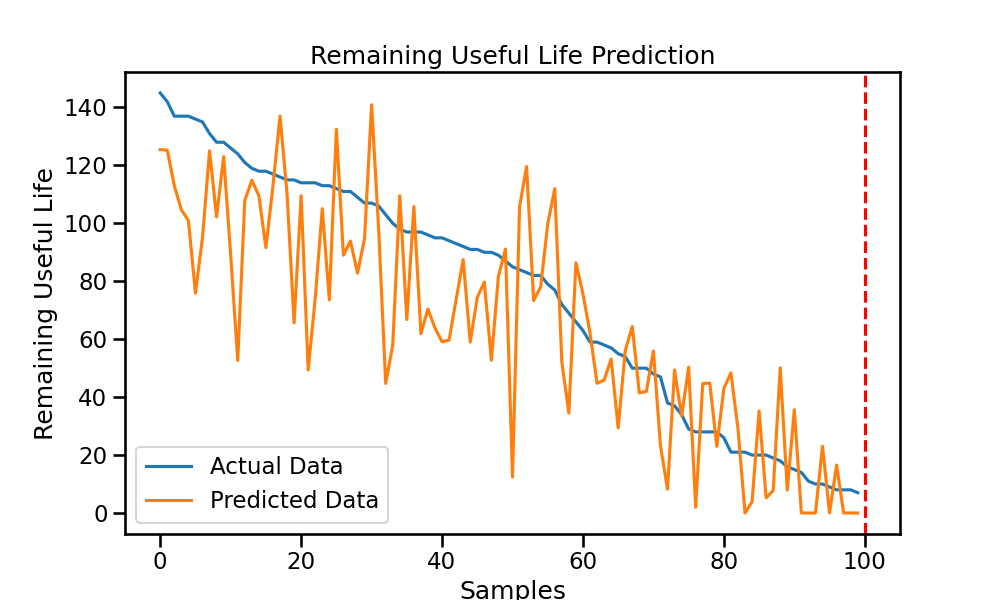 Remaining Useful Life Prediction
Remaining Useful Life
140
120
100
80
60
40
20
0
Actual Data
Predicted Data
0 20 40 60 80 100
Samples